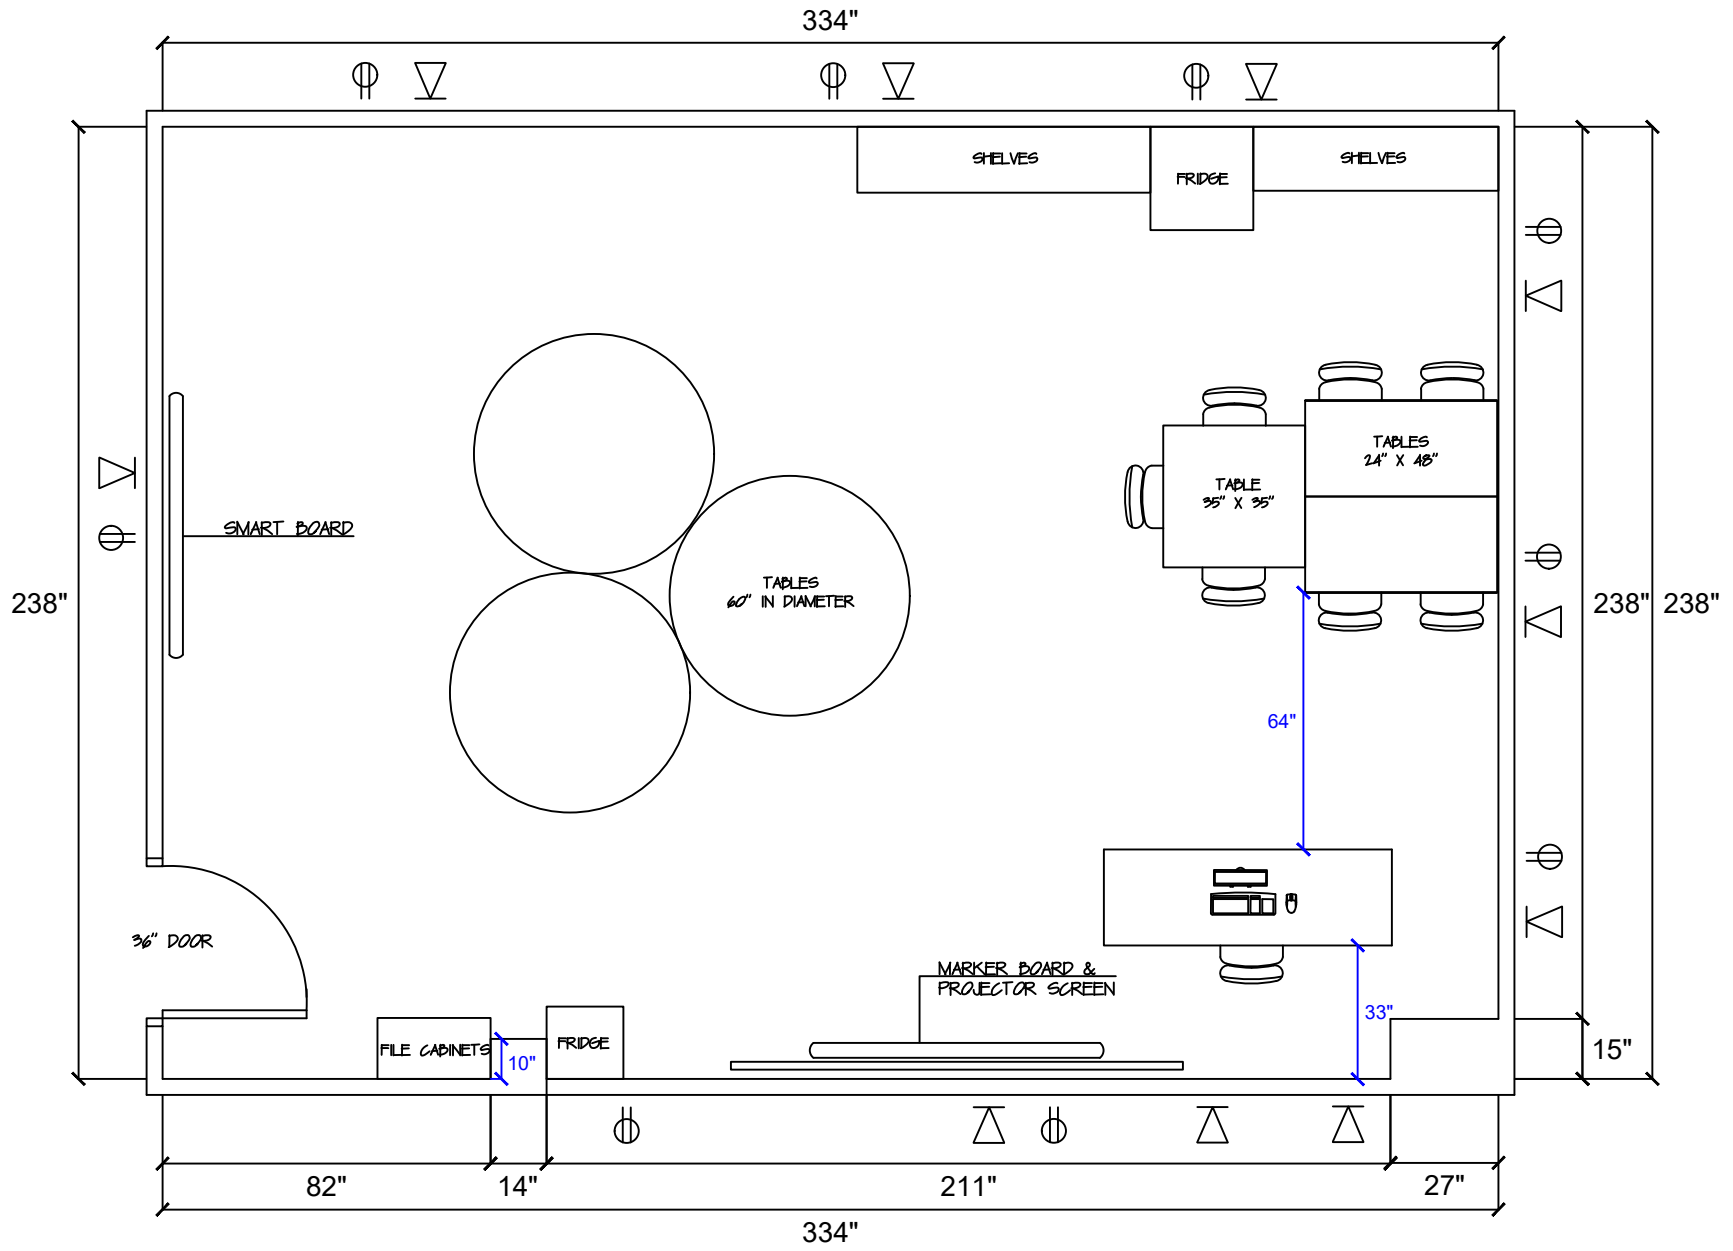 334"
SHELVES
FRIDGE
SHELVES
TABLES
24" X 48"
TABLE
35" X 35"
SMART BOARD
TABLES
60" IN DIAMETER
238"
238"
238"
64"
36" DOOR
MARKER BOARD &
PROJECTOR SCREEN
33"
FILE CABINETS
10"
FRIDGE
15"
82"
14"
211"
27"
334"